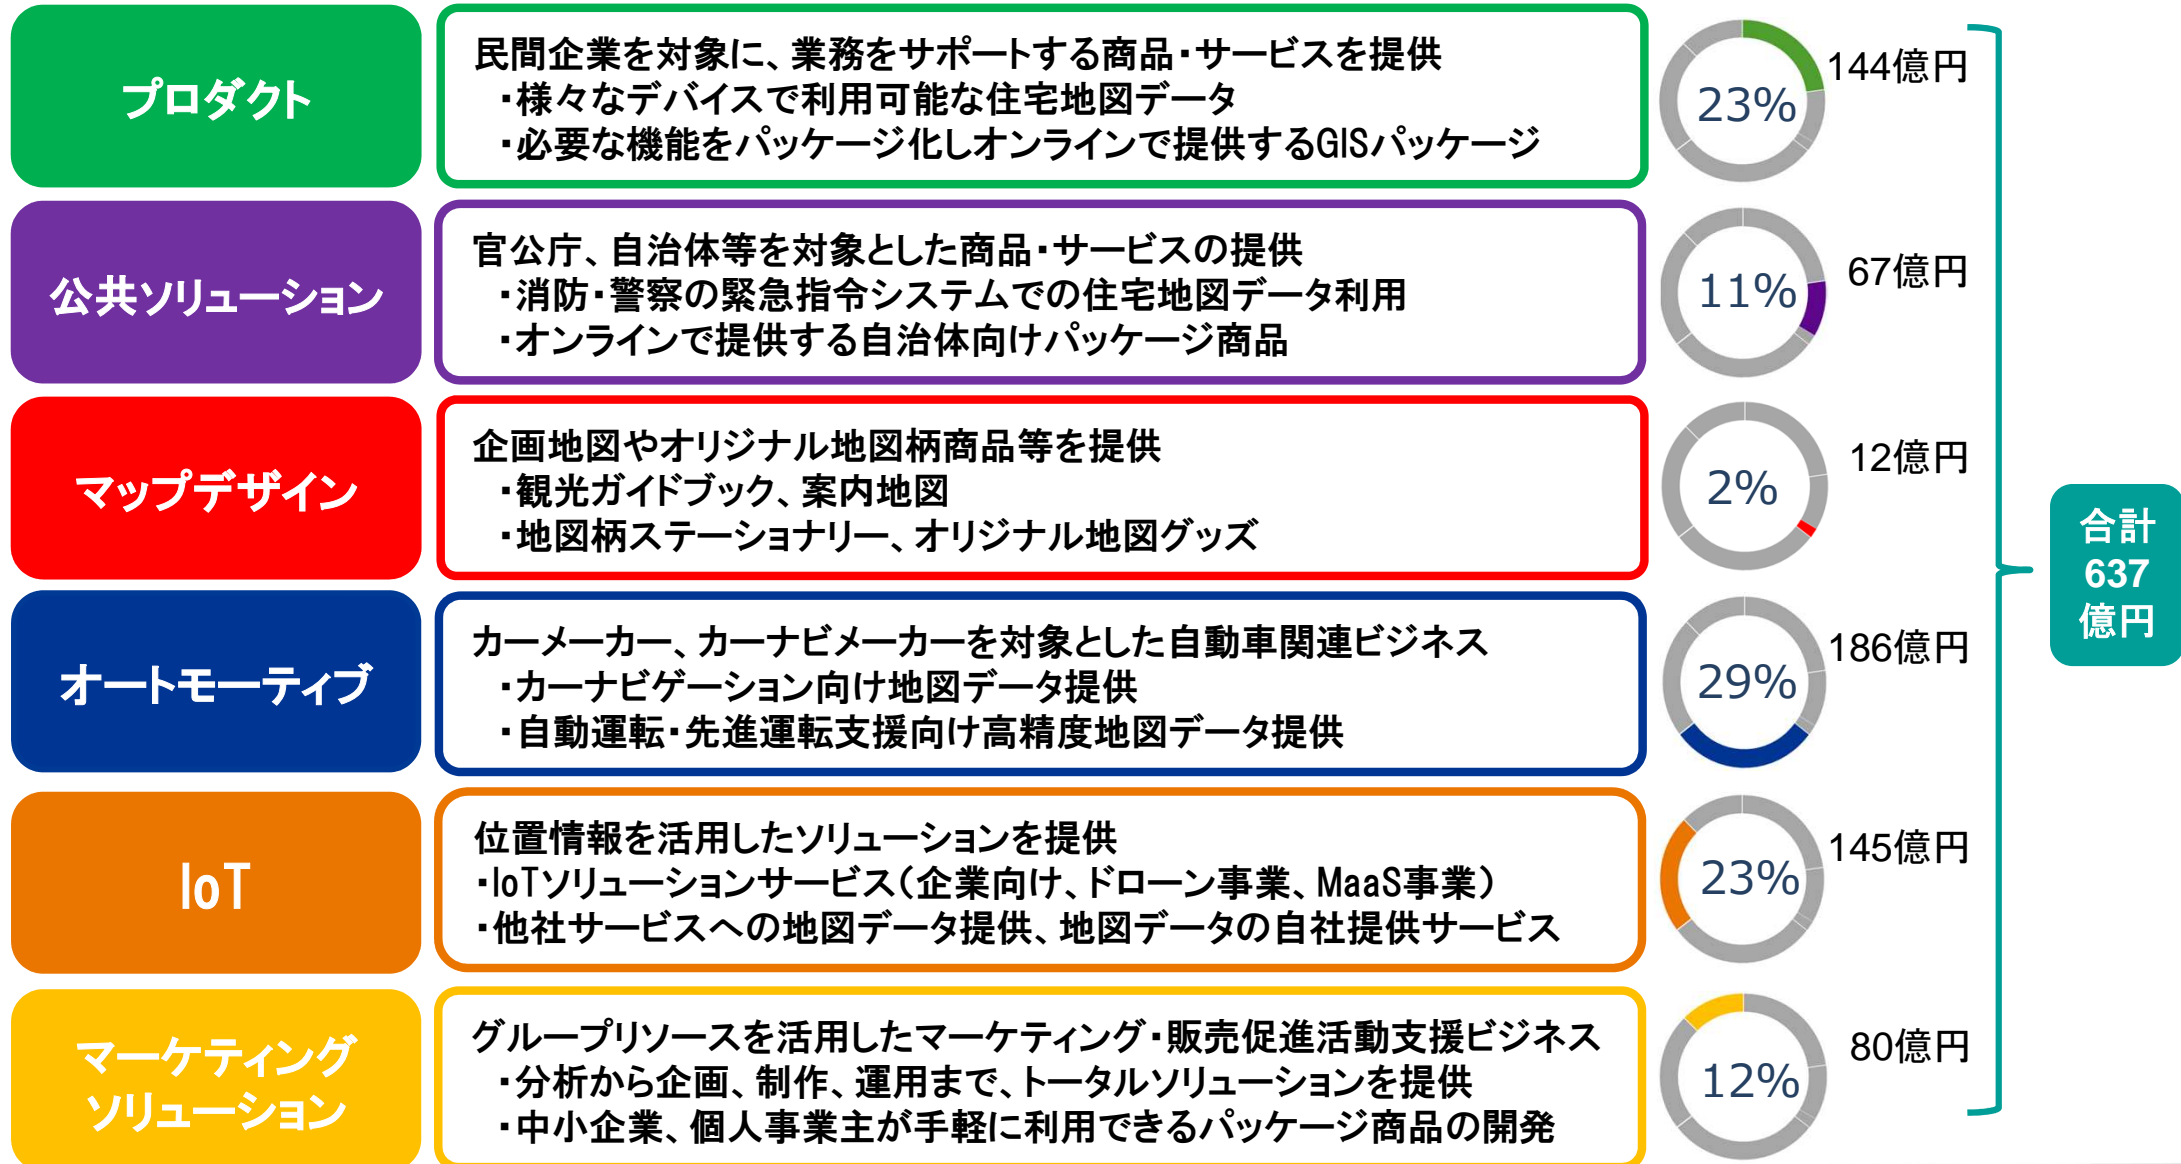 プロダクト
民間企業を対象に、業務をサポートする商品・サービスを提供
・様々なデバイスで利用可能な住宅地図データ
・必要な機能をパッケージ化しオンラインで提供するGISパッケージ
23%
144億円
公共ソリューション
官公庁、自治体等を対象とした商品・サービスの提供
・消防・警察の緊急指令システムでの住宅地図データ利用
・オンラインで提供する自治体向けパッケージ商品
11%
67億円
マップデザイン
企画地図やオリジナル地図柄商品等を提供
・観光ガイドブック、案内地図
・地図柄ステーショナリー、オリジナル地図グッズ
2%
12億円
オートモーティブ
カーメーカー、カーナビメーカーを対象とした自動車関連ビジネス
・カーナビゲーション向け地図データ提供
・自動運転・先進運転支援向け高精度地図データ提供
29%
186億円
IoT
位置情報を活用したソリューションを提供
・IoTソリューションサービス（企業向け、ドローン事業、MaaS事業）
・他社サービスへの地図データ提供、地図データの自社提供サービス
23%
145億円
マーケティング
ソリューション
グループリソースを活用したマーケティング・販売促進活動支援ビジネス
・分析から企画、制作、運用まで、トータルソリューションを提供
・中小企業、個人事業主が手軽に利用できるパッケージ商品の開発
12%
80億円
合計
637
億円